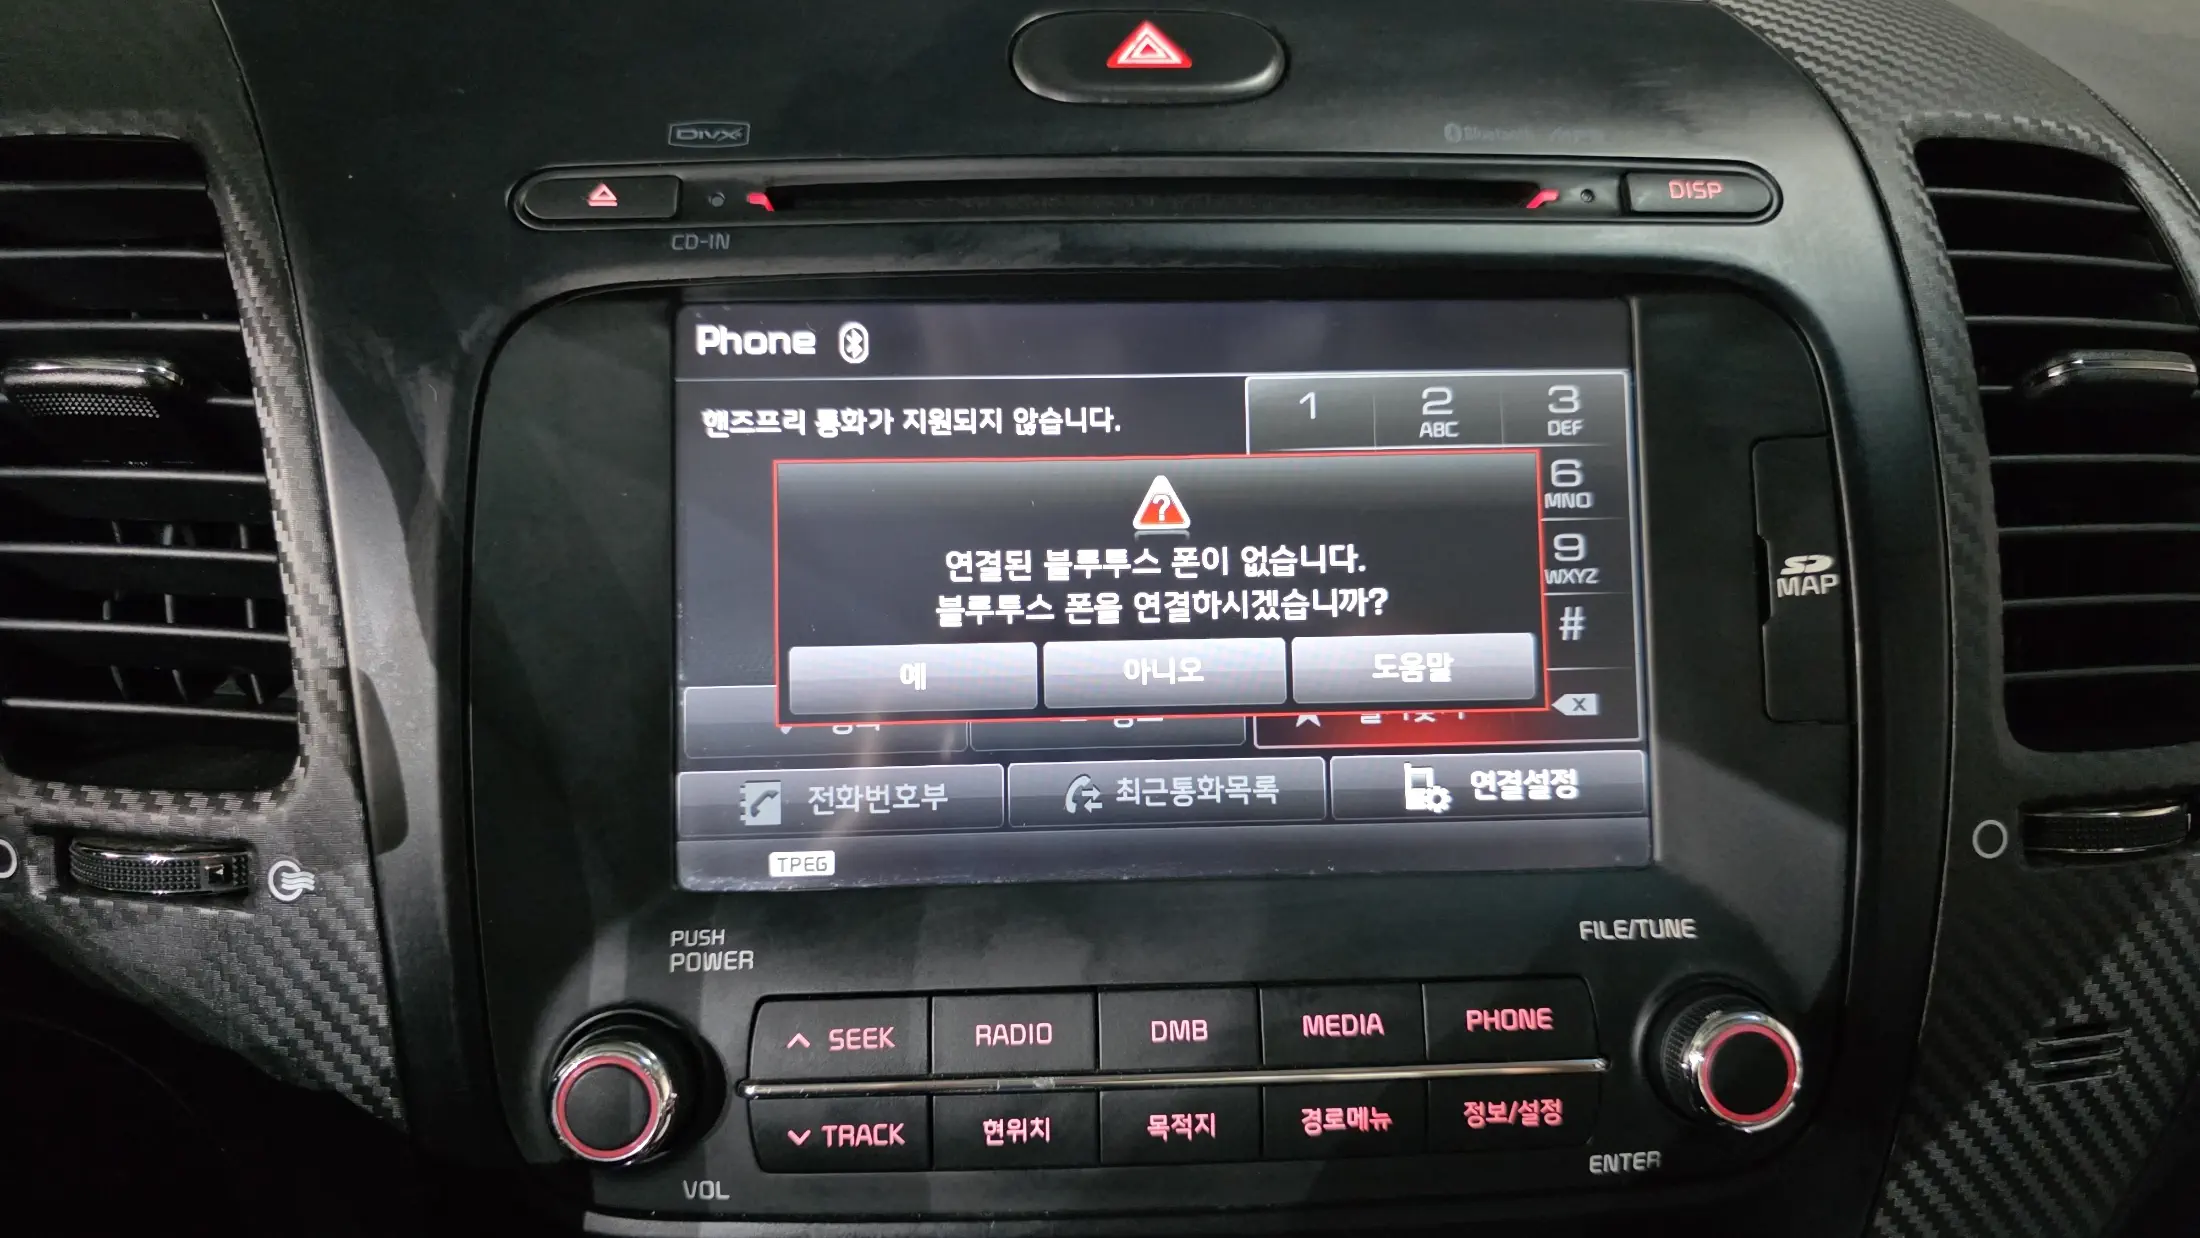 DivX
Bluetooth
DISP
CD-IN
Phone
핸즈프리 통화가 지원되지 않습니다.
1
2
ABC
3
DEF
6
MNO
9
WXYZ
#
?
연결된 블루투스 폰이 없습니다.
블루투스 폰을 연결하시겠습니까?
예
아니오
도움말
전화번호부
최근통화목록
연결설정
TPEG
SD
MAP
PUSH
POWER
FILE/TUNE
SEEK
RADIO
DMB
MEDIA
PHONE
TRACK
현위치
목적지
경로메뉴
정보/설정
VOL
ENTER